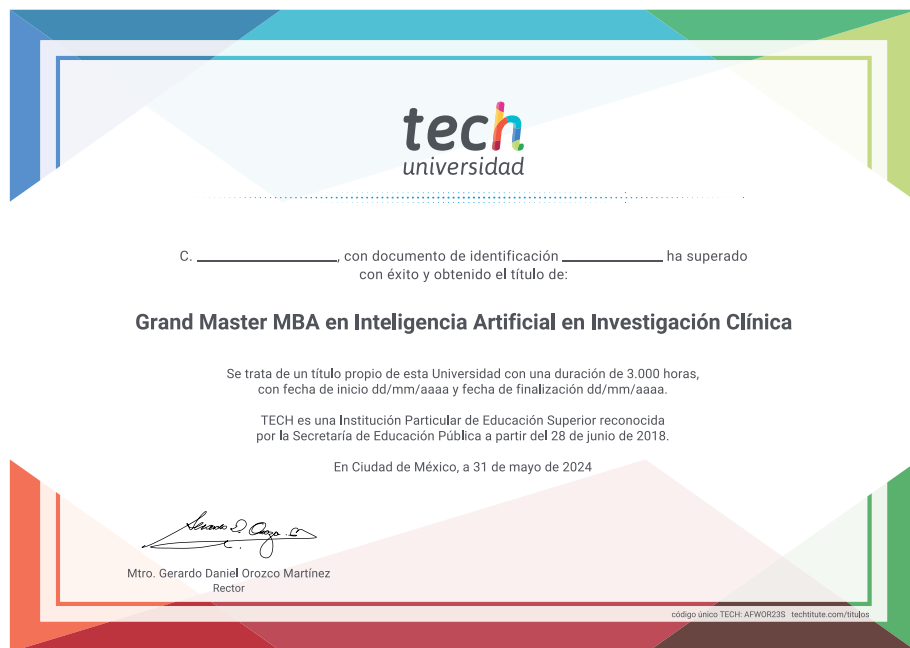 tech
universidad
C. ________________, con documento de identificación ____________ ha superado
con éxito y obtenido el título de:
Grand Master MBA en Inteligencia Artificial en Investigación Clínica
Se trata de un título propio de esta Universidad con una duración de 3.000 horas,
con fecha de inicio dd/mm/aaaa y fecha de finalización dd/mm/aaaa.
TECH es una Institución Particular de Educación Superior reconocida
por la Secretaría de Educación Pública a partir del 28 de junio de 2018.
En Ciudad de México, a 31 de mayo de 2024
Mtro. Gerardo Daniel Orozco Martínez
Rector
código único TECH: AFWOR23S techtitute.com/titulos